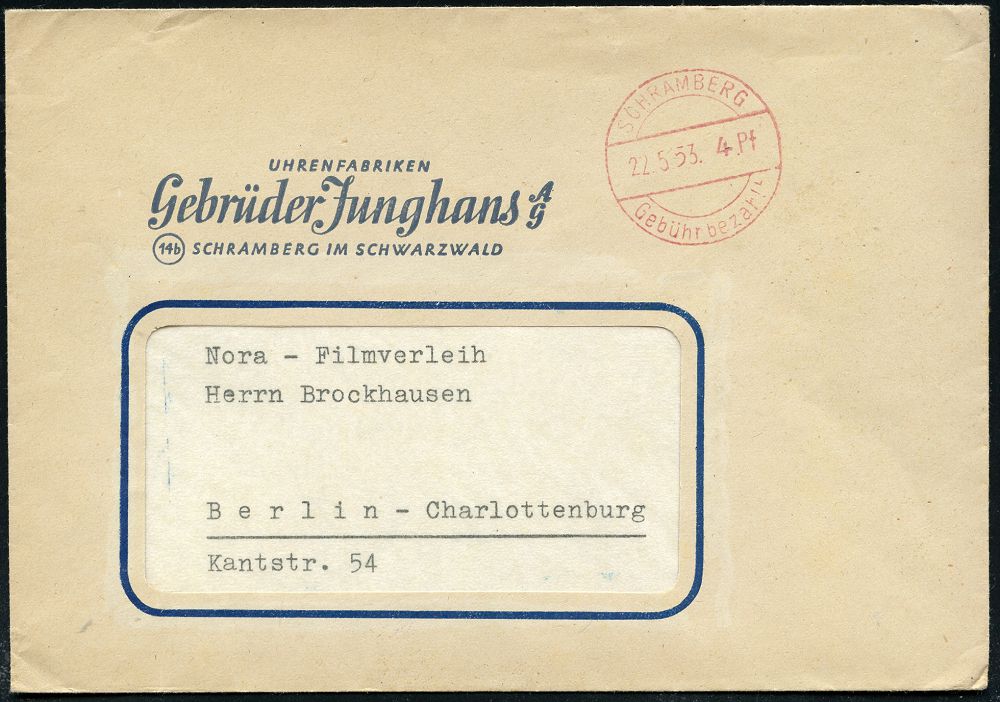 UHRENFABRIKEN
Gebrüder Junghans AG
14b SCHRAMBERG IM SCHWARZWALD
SCHRAMBERG
22.5.53. 4 Pf
Gebühr bezahlt
Nora - Filmverleih
Herrn Brockhausen
B e r l i n - Charlottenburg
Kantstr. 54